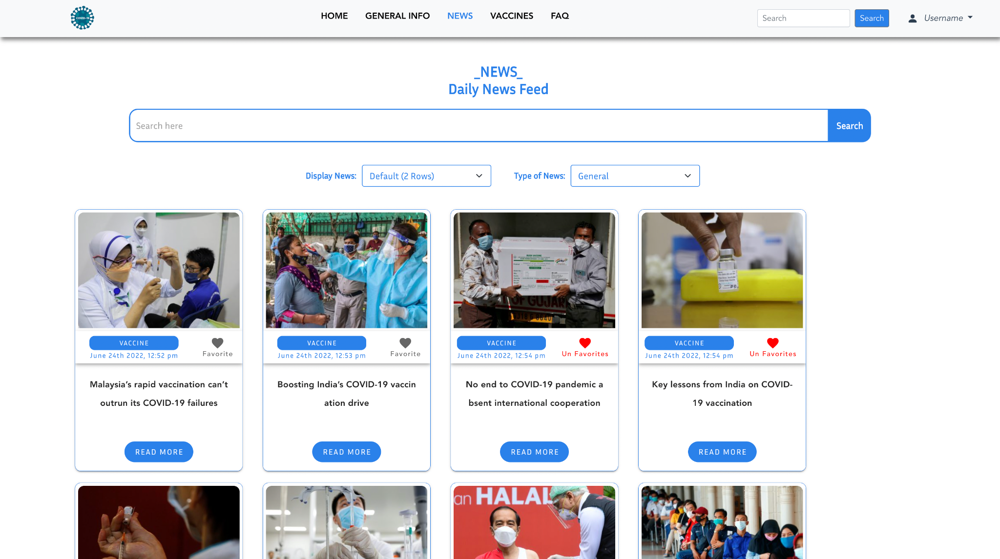 COVID-19
HOME GENERAL INFO NEWS VACCINES FAQ
Search
Search
Username
_NEWS_
Daily News Feed
Search here
Search
Display News: Default (2 Rows)
Type of News: General
VACCINE
June 24th 2022, 12:52 pm
Favorite
Malaysia’s rapid vaccination can’t
outrun its COVID-19 failures
READ MORE
VACCINE
June 24th 2022, 12:53 pm
Favorite
Boosting India’s COVID-19 vaccin
ation drive
READ MORE
OF GUJAR
VACCINE
June 24th 2022, 12:54 pm
Un Favorites
No end to COVID-19 pandemic a
bsent international cooperation
READ MORE
VACCINE
June 24th 2022, 12:54 pm
Un Favorites
Key lessons from India on COVID-
19 vaccination
READ MORE
an HALAL